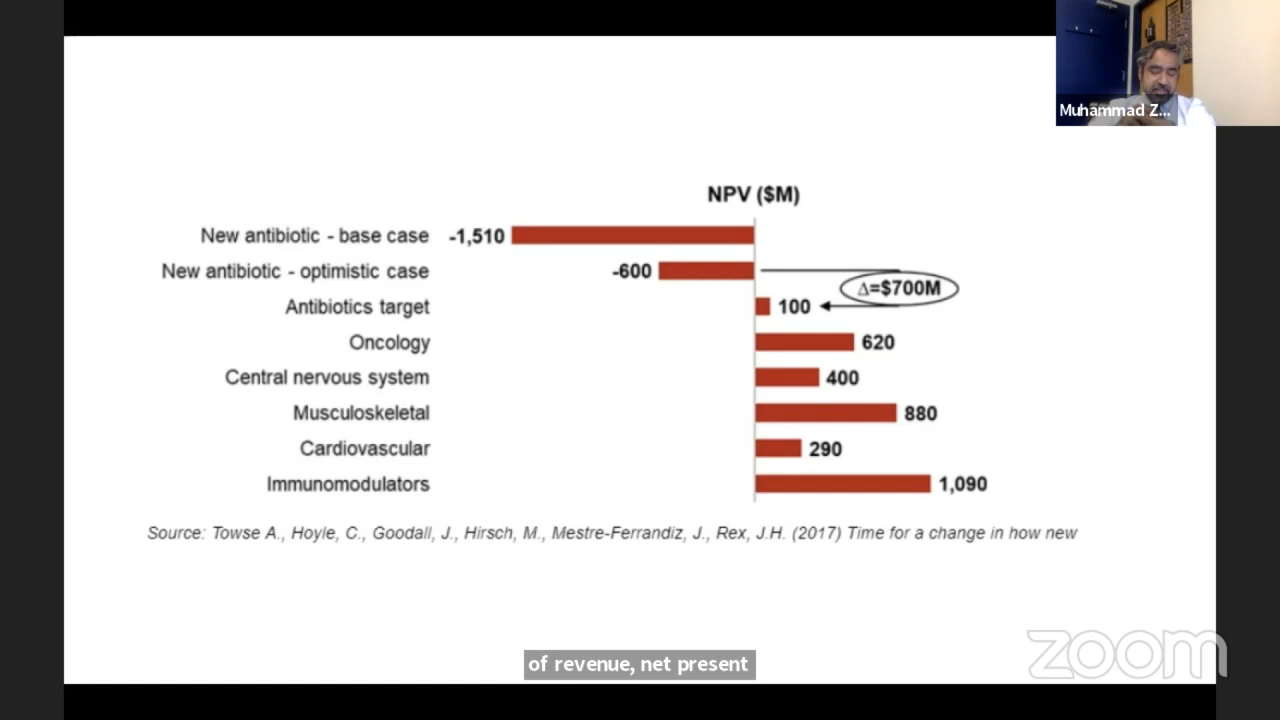 Muhammad Z...
NPV ($M)
New antibiotic - base case -1,510
New antibiotic - optimistic case -600
Δ=$700M
Antibiotics target 100
Oncology 620
Central nervous system 400
Musculoskeletal 880
Cardiovascular 290
Immunomodulators 1,090
Source: Towse A., Hoyle, C., Goodall, J., Hirsch, M., Mestre-Ferrandiz, J., Rex, J.H. (2017) Time for a change in how new
of revenue, net present
zoom